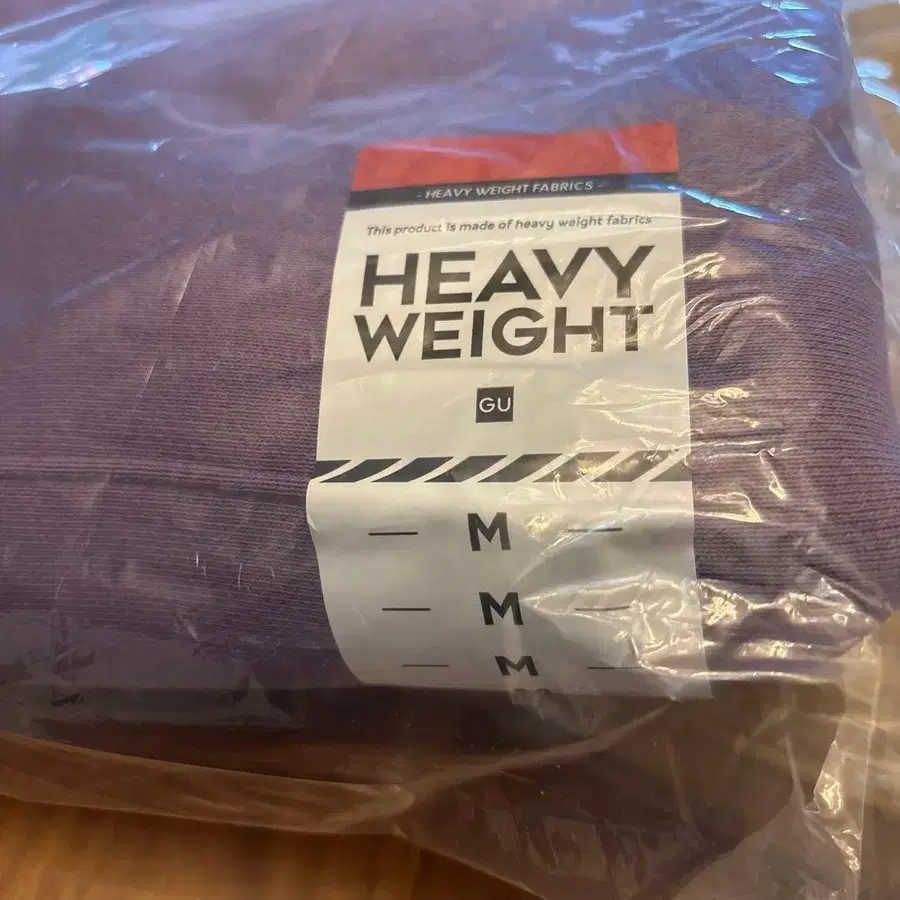 - HEAVY WEIGHT FABRICS -
This product is made of heavy weight fabrics
HEAVY
WEIGHT
GU
M
M
M